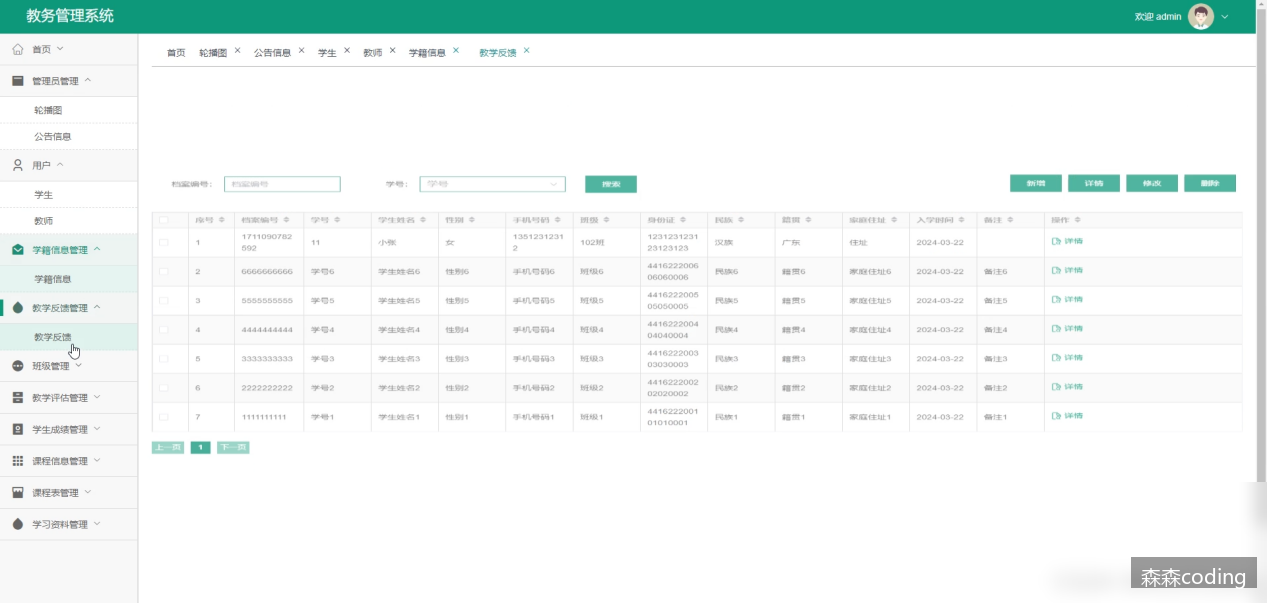 教务管理系统
欢迎 admin
首页
管理员管理
轮播图
公告信息
用户
学生
教师
学籍信息管理
学籍信息
教学反馈管理
教学反馈
班级管理
教学评估管理
学生成绩管理
课程信息管理
课程表管理
学习资料管理
首页 轮播图 公告信息 学生 教师 学籍信息 教学反馈
档案编号： 档案编号 学号： 学号 搜索 新增 详情 修改 删除
序号 档案编号 学号 学生姓名 性别 手机号码 班级 身份证 民族 籍贯 家庭住址 入学时间 备注 操作
1 1711090782592 11 小张 女 13512312312 102班 123123123123123123 汉族 广东 住址 2024-03-22 详情
2 6666666666 学号6 学生姓名6 性别6 手机号码6 班级6 441622200606060006 民族6 籍贯6 家庭住址6 2024-03-22 备注6 详情
3 5555555555 学号5 学生姓名5 性别5 手机号码5 班级5 441622200505050005 民族5 籍贯5 家庭住址5 2024-03-22 备注5 详情
4 4444444444 学号4 学生姓名4 性别4 手机号码4 班级4 441622200404040004 民族4 籍贯4 家庭住址4 2024-03-22 备注4 详情
5 3333333333 学号3 学生姓名3 性别3 手机号码3 班级3 441622200303030003 民族3 籍贯3 家庭住址3 2024-03-22 备注3 详情
6 2222222222 学号2 学生姓名2 性别2 手机号码2 班级2 441622200202020002 民族2 籍贯2 家庭住址2 2024-03-22 备注2 详情
7 1111111111 学号1 学生姓名1 性别1 手机号码1 班级1 441622200101010001 民族1 籍贯1 家庭住址1 2024-03-22 备注1 详情
上一页 1 下一页
森森coding